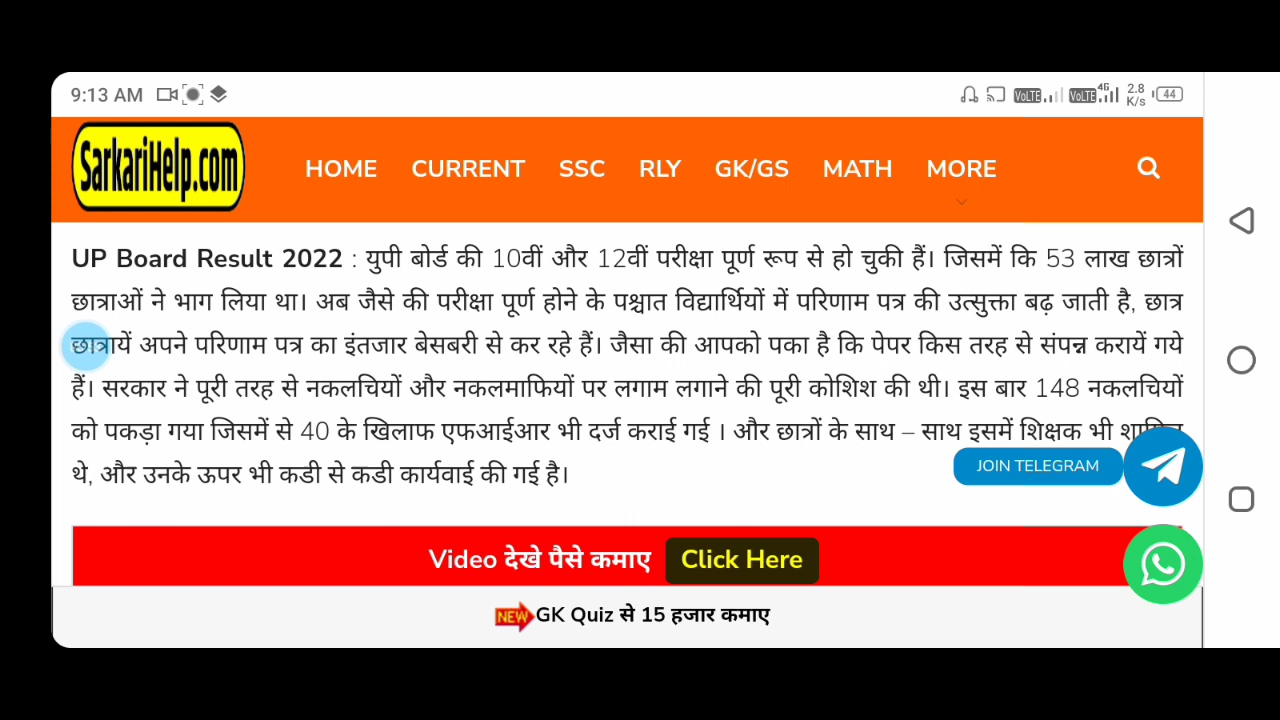 9:13 AM VoLTE VoLTE 4G 2.8 K/s 44
SarkariHelp.com HOME CURRENT SSC RLY GK/GS MATH MORE
UP Board Result 2022 : युपी बोर्ड की 10वीं और 12वीं परीक्षा पूर्ण रूप से हो चुकी हैं। जिसमें कि 53 लाख छात्रों
छात्राओं ने भाग लिया था। अब जैसे की परीक्षा पूर्ण होने के पश्चात विद्यार्थियों में परिणाम पत्र की उत्सुक्ता बढ़ जाती है, छात्र
छात्रायें अपने परिणाम पत्र का इंतजार बेसबरी से कर रहे हैं। जैसा की आपको पका है कि पेपर किस तरह से संपन्न करायें गये
हैं। सरकार ने पूरी तरह से नकलचियों और नकलमाफियों पर लगाम लगाने की पूरी कोशिश की थी। इस बार 148 नकलचियों
को पकड़ा गया जिसमें से 40 के खिलाफ एफआईआर भी दर्ज कराई गई । और छात्रों के साथ – साथ इसमें शिक्षक भी
थे, और उनके ऊपर भी कडी से कडी कार्यवाई की गई है।
JOIN TELEGRAM
Video देखे पैसे कमाए Click Here
NEW GK Quiz से 15 हजार कमाए